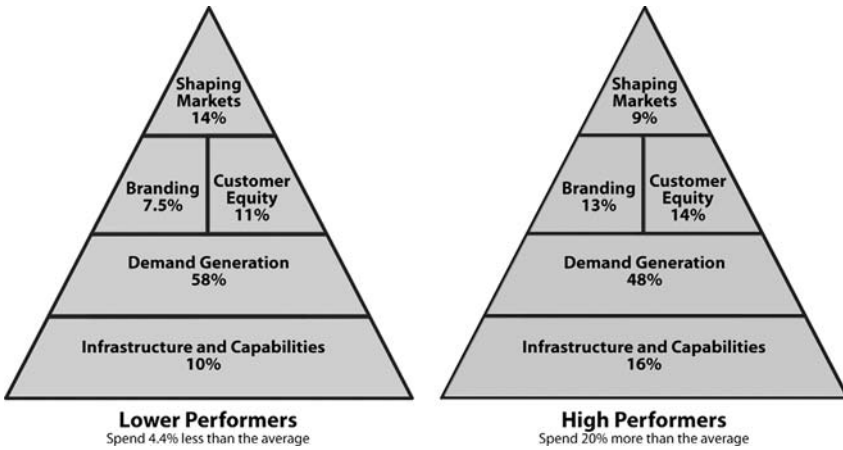 Shaping
Markets
14%
Branding
7.5%
Customer
Equity
11%
Demand Generation
58%
Infrastructure and Capabilities
10%
Lower Performers
Spend 4.4% less than the average
Shaping
Markets
9%
Branding
13%
Customer
Equity
14%
Demand Generation
48%
Infrastructure and Capabilities
16%
High Performers
Spend 20% more than the average